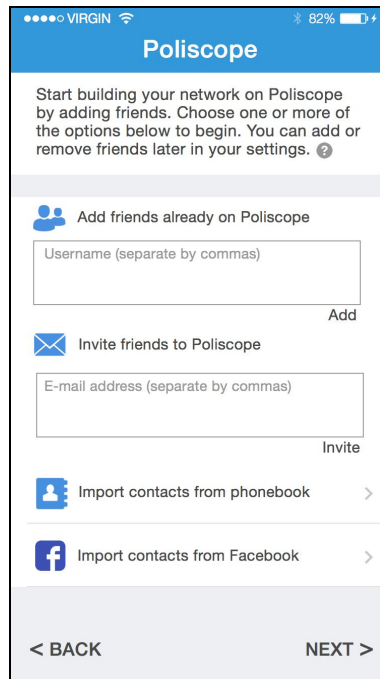 VIRGIN 82%
Poliscope
Start building your network on Poliscope
by adding friends. Choose one or more of
the options below to begin. You can add or
remove friends later in your settings. ?
Add friends already on Poliscope
Username (separate by commas)
Add
Invite friends to Poliscope
E-mail address (separate by commas)
Invite
Import contacts from phonebook >
f Import contacts from Facebook >
< BACK NEXT >